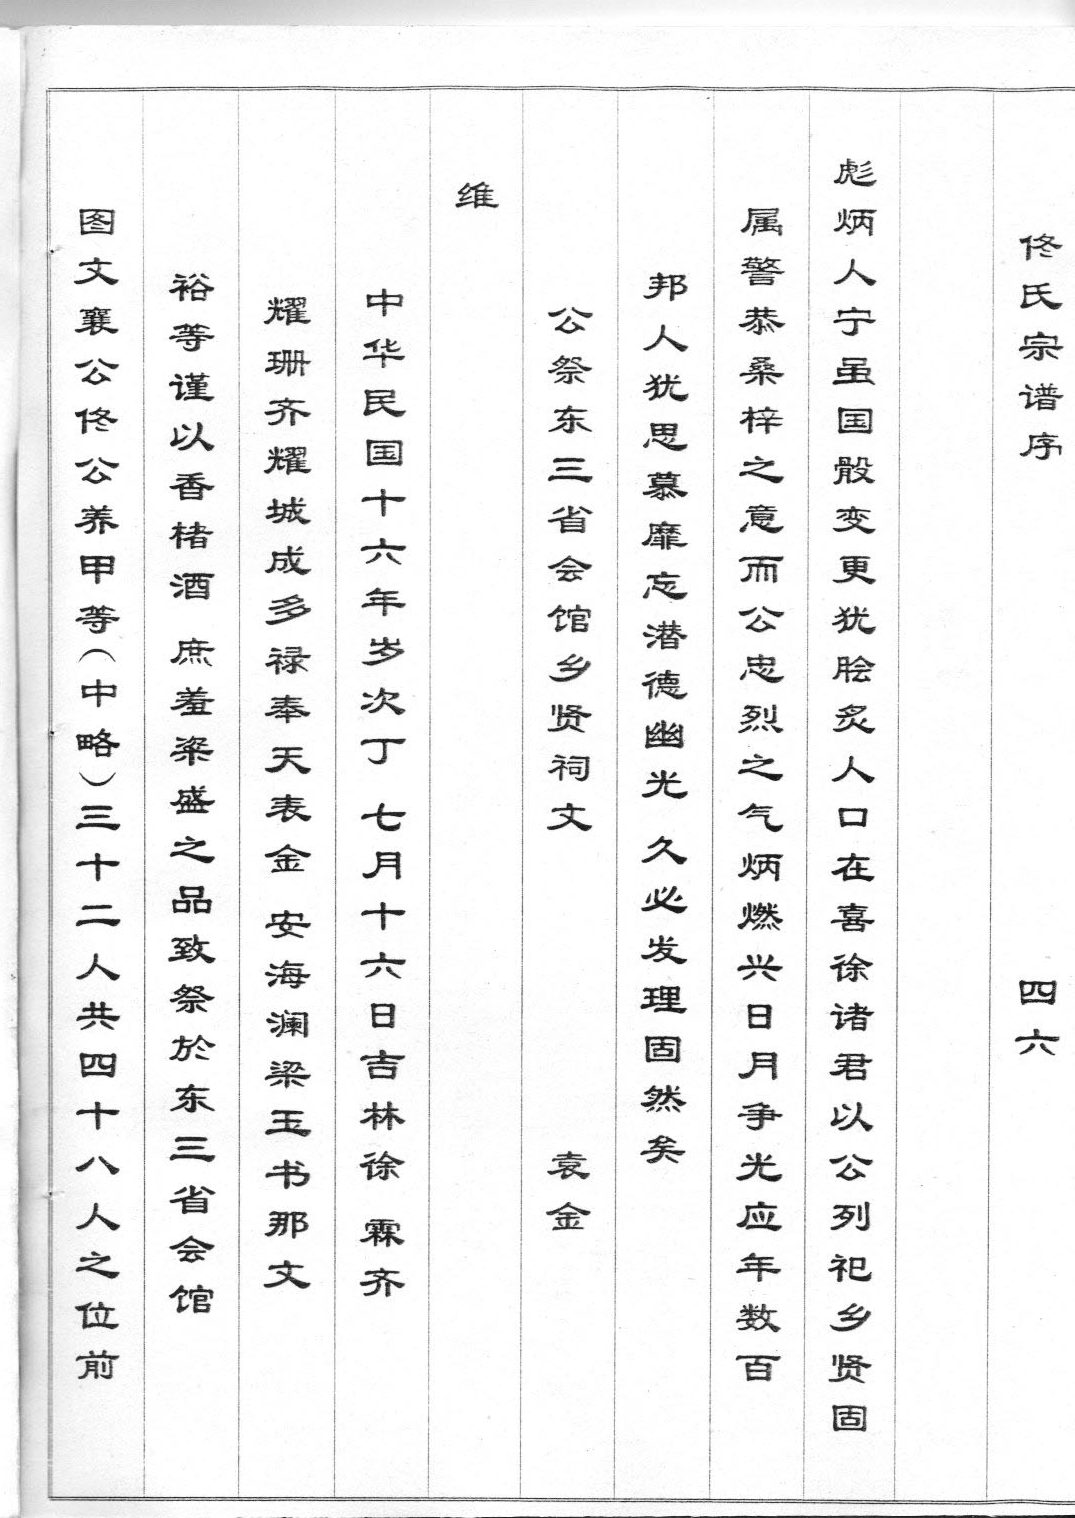 佟氏宗谱序 四六
彪炳人宁虽国骰变更犹脍炙人口在喜徐诸君以公列祀乡贤固
属警恭桑梓之意而公忠烈之气炳燃兴日月争光应年数百
邦人犹思慕靡忘潜德幽光 久必发理固然矣
公祭东三省会馆乡贤祠文 袁金
维
中华民国十六年岁次丁 七月十六日吉林徐 霖齐
耀珊齐耀城成多禄奉天表金 安海澜梁玉书那文
裕等谨以香楮酒 庶羞粢盛之品致祭於东三省会馆
图文襄公佟公养甲等(中略)三十二人共四十八人之位前